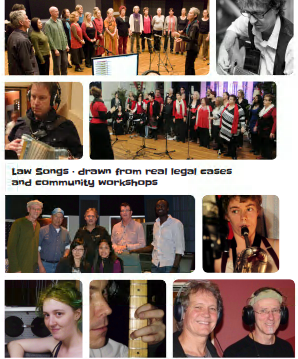 Law Songs · drawn from real legal cases
and community workshops